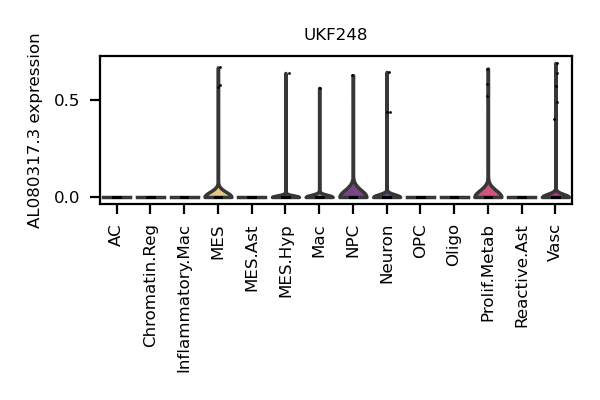 UKF248
AL080317.3 expression
0.5
0.0
AC
Chromatin.Reg
Inflammatory.Mac
MES
MES.Ast
MES.Hyp
Mac
NPC
Neuron
OPC
Oligo
Prolif.Metab
Reactive.Ast
Vasc